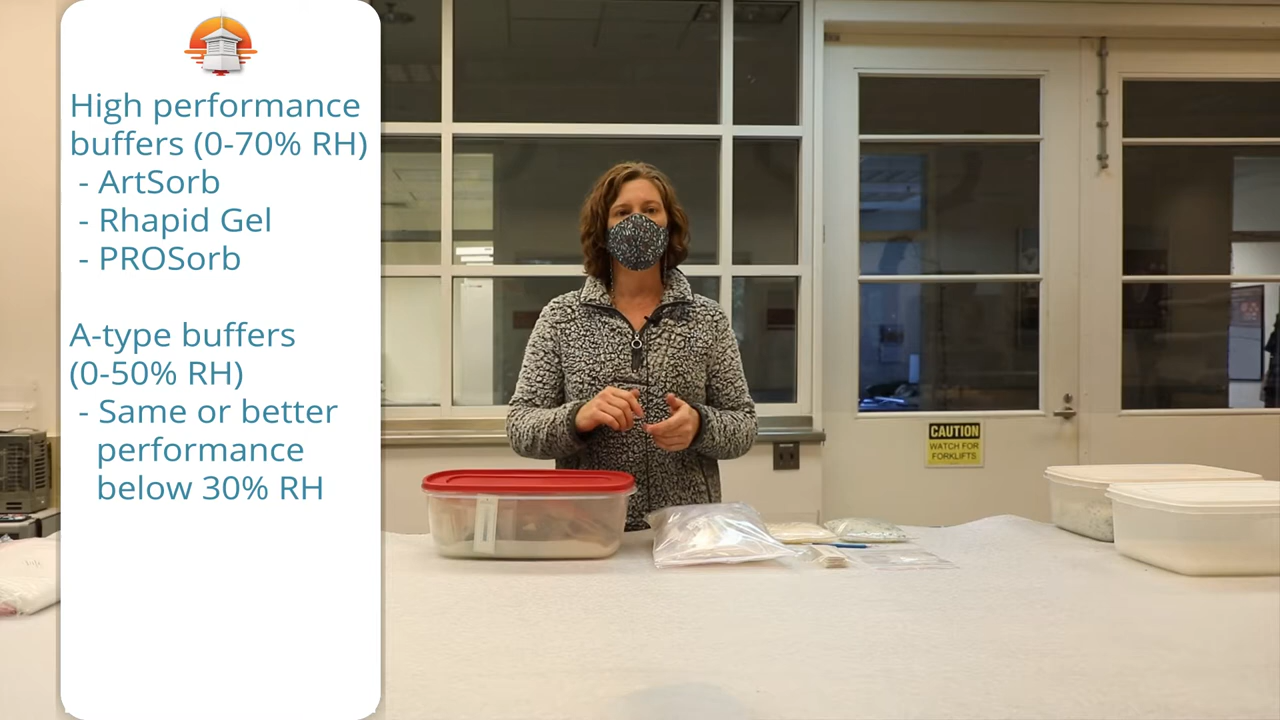 High performance
buffers (0-70% RH)
- ArtSorb
- Rhapid Gel
- PROSorb
A-type buffers
(0-50% RH)
- Same or better
performance
below 30% RH
CAUTION
WATCH FOR
FORKLIFTS